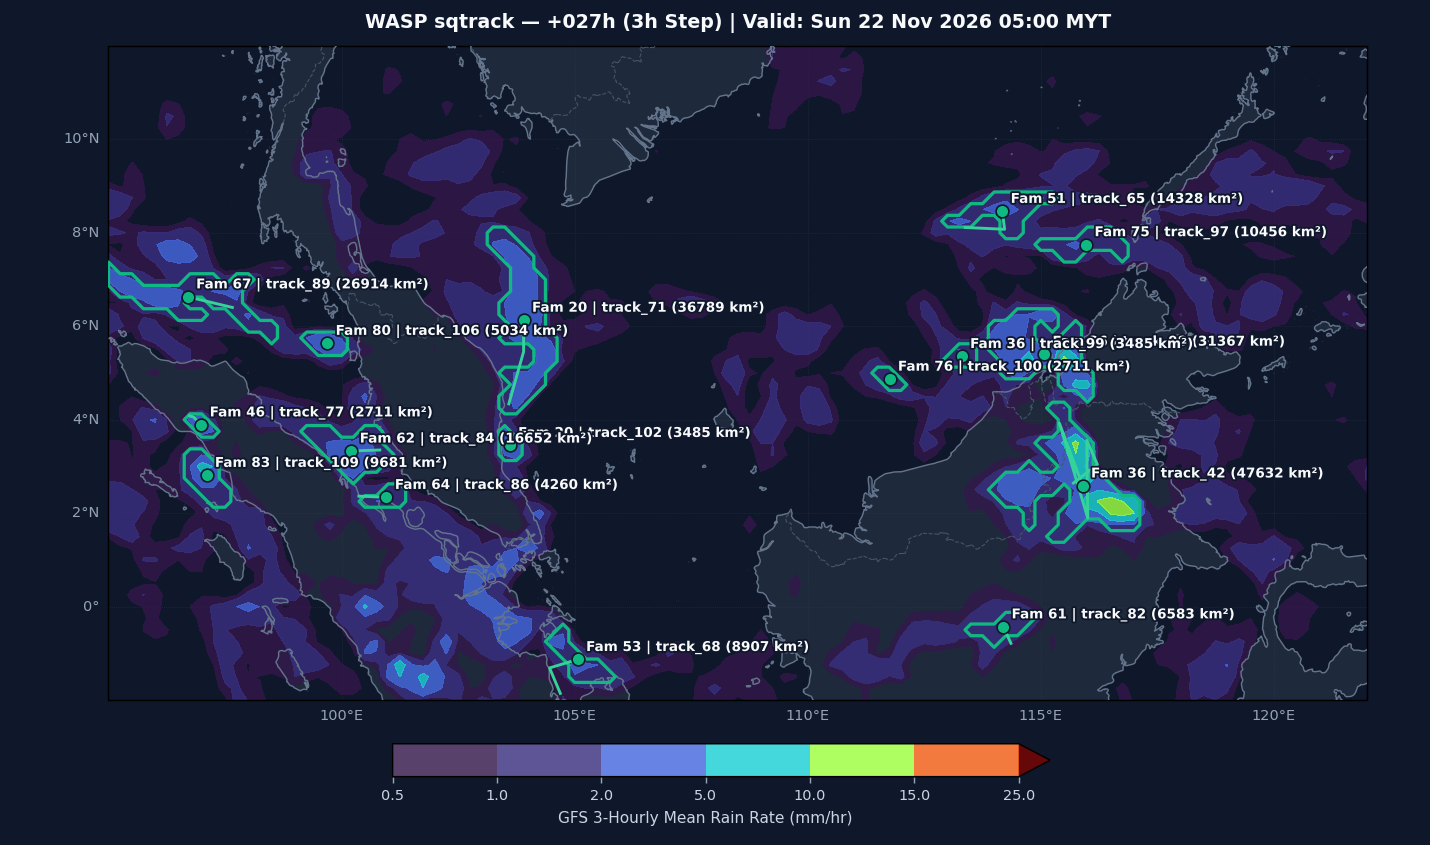 WASP sqtrack — +027h (3h Step) | Valid: Sun 22 Nov 2026 05:00 MYT
10°N
8°N
6°N
4°N
2°N
0°
Fam 51 | track_65 (14328 km²)
Fam 75 | track_97 (10456 km²)
Fam 67 | track_89 (26914 km²)
Fam 20 | track_71 (36789 km²)
Fam 80 | track_106 (5034 km²)
Fam 36 | track_99 (3485 km²)
(31367 km²)
Fam 76 | track_100 (2711 km²)
Fam 46 | track_77 (2711 km²)
track_102 (3485 km²)
Fam 62 | track_84 (16652 km²)
Fam 83 | track_109 (9681 km²)
Fam 36 | track_42 (47632 km²)
Fam 64 | track_86 (4260 km²)
Fam 61 | track_82 (6583 km²)
Fam 53 | track_68 (8907 km²)
100°E 105°E 110°E 115°E 120°E
0.5 1.0 2.0 5.0 10.0 15.0 25.0
GFS 3-Hourly Mean Rain Rate (mm/hr)